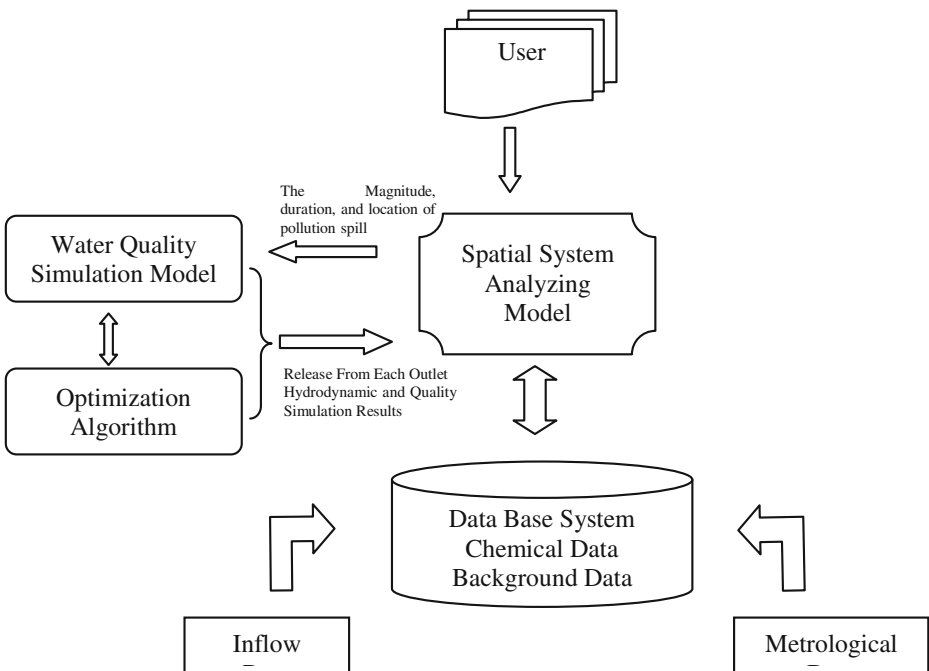 User
The Magnitude,
duration, and location of
pollution spill
Water Quality
Simulation Model
Spatial System
Analyzing
Model
Release From Each Outlet
Hydrodynamic and Quality
Simulation Results
Optimization
Algorithm
Data Base System
Chemical Data
Background Data
Inflow
Metrological